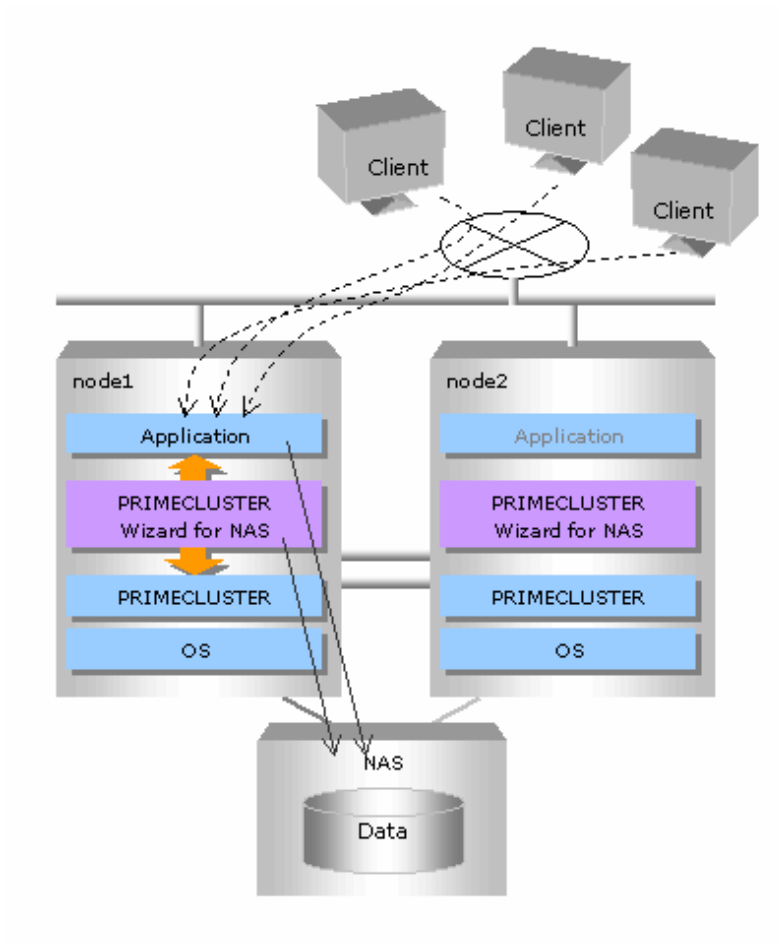 Client
Client
Client
node1
Application
PRIMECLUSTER
Wizard for NAS
PRIMECLUSTER
OS
node2
Application
PRIMECLUSTER
Wizard for NAS
PRIMECLUSTER
OS
NAS
Data